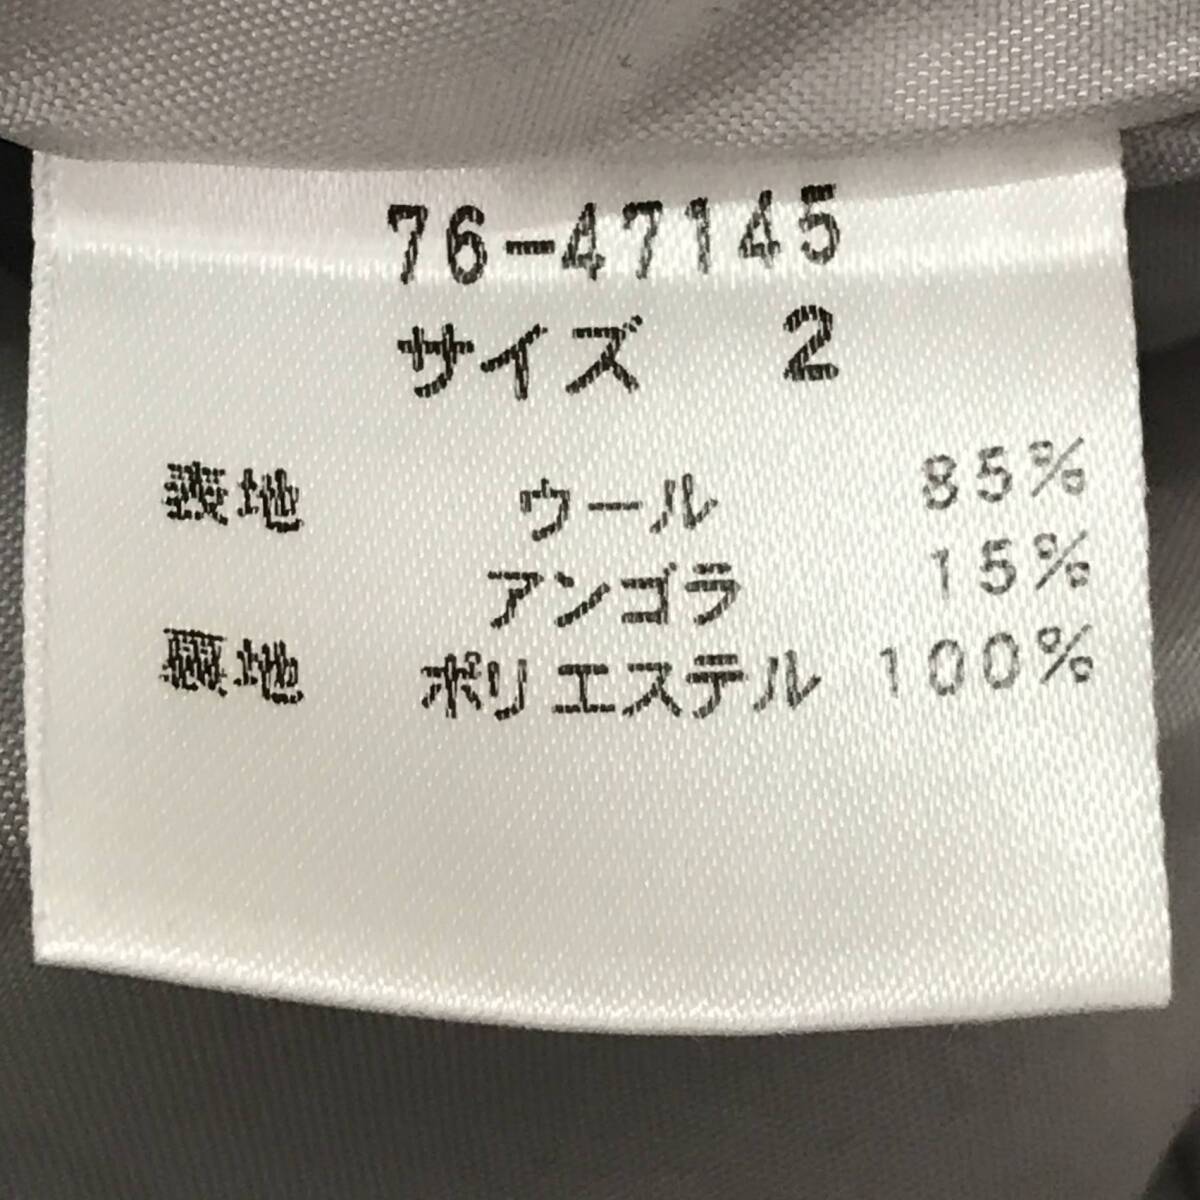 76-47145
サイズ 2
表地 ウール 85%
アンゴラ 15%
裏地 ポリエステル 100%